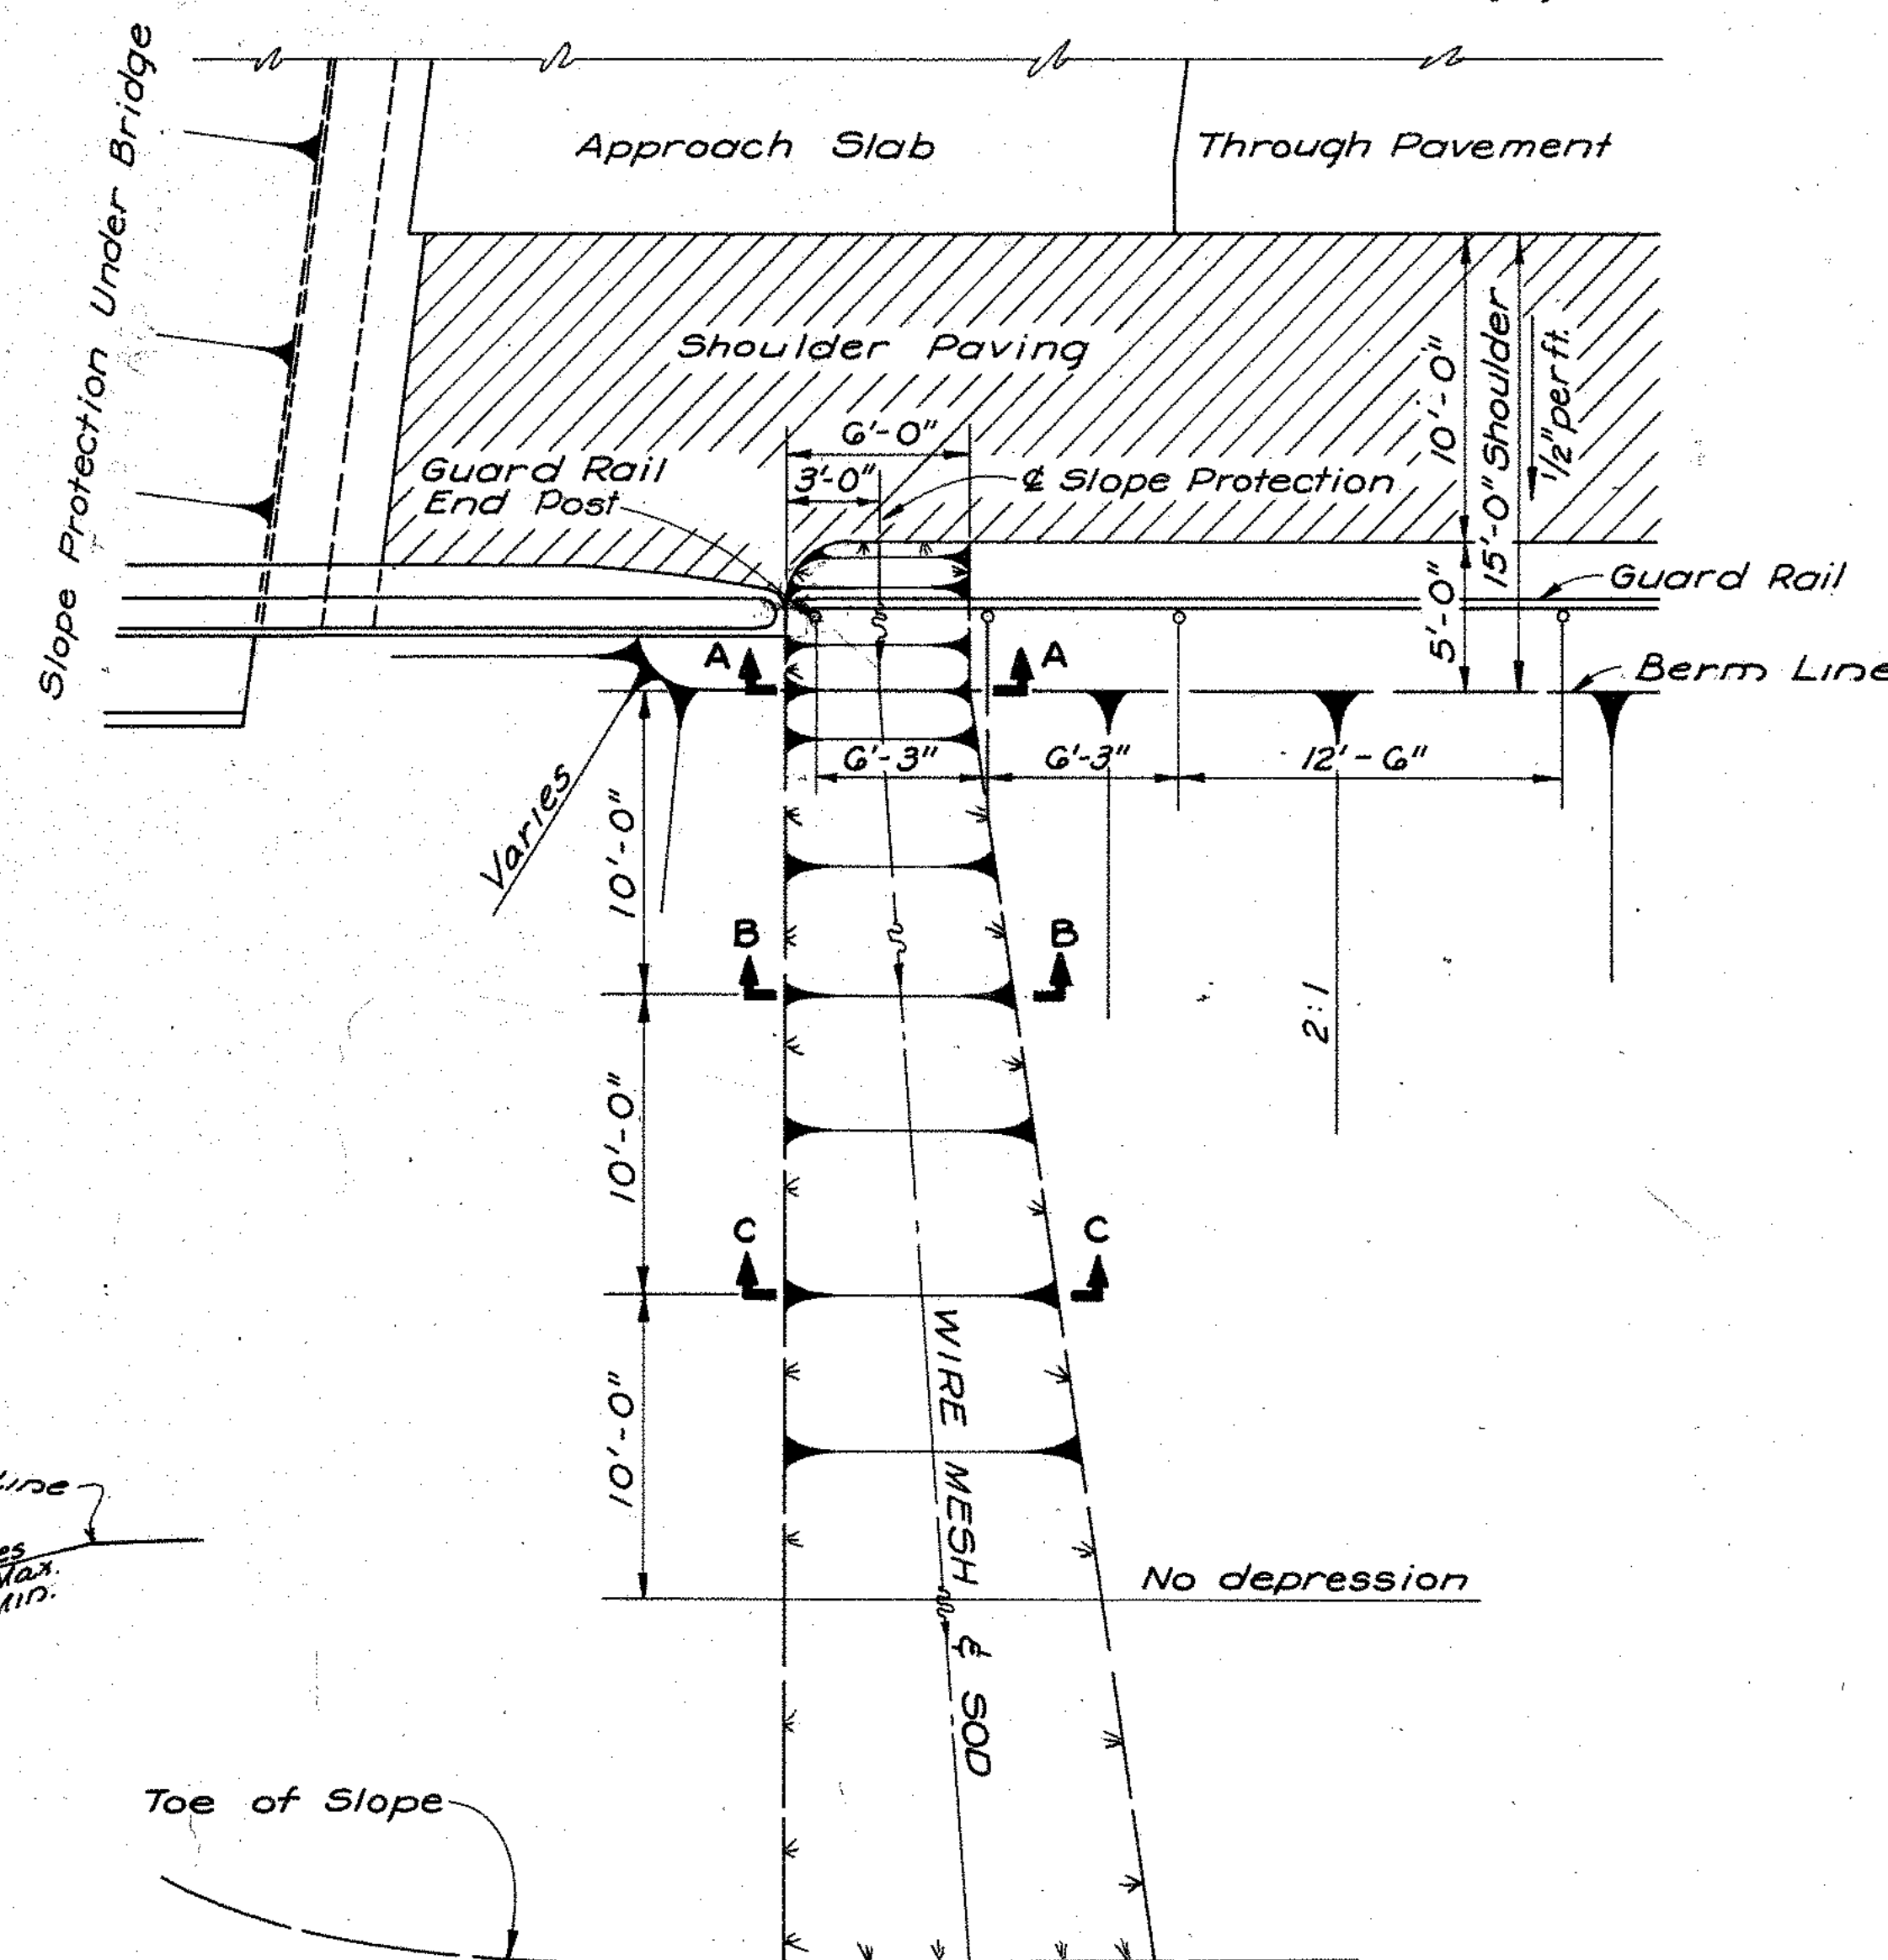 Slope Protection Under Bridge
Approach Slab
Through Pavement
Shoulder Paving
10'-0"
15'-0" Shoulder
1/2" per ft.
6'-0"
3'-0"
Guard Rail
End Post
℄ Slope Protection
5'-0"
Guard Rail
A
A
Berm Line
6'-3"
6'-3"
12'-6"
Varies
10'-0"
B
B
2:1
10'-0"
C
C
WIRE MESH & SOD
10'-0"
Max.
Min.
No depression
Toe of Slope